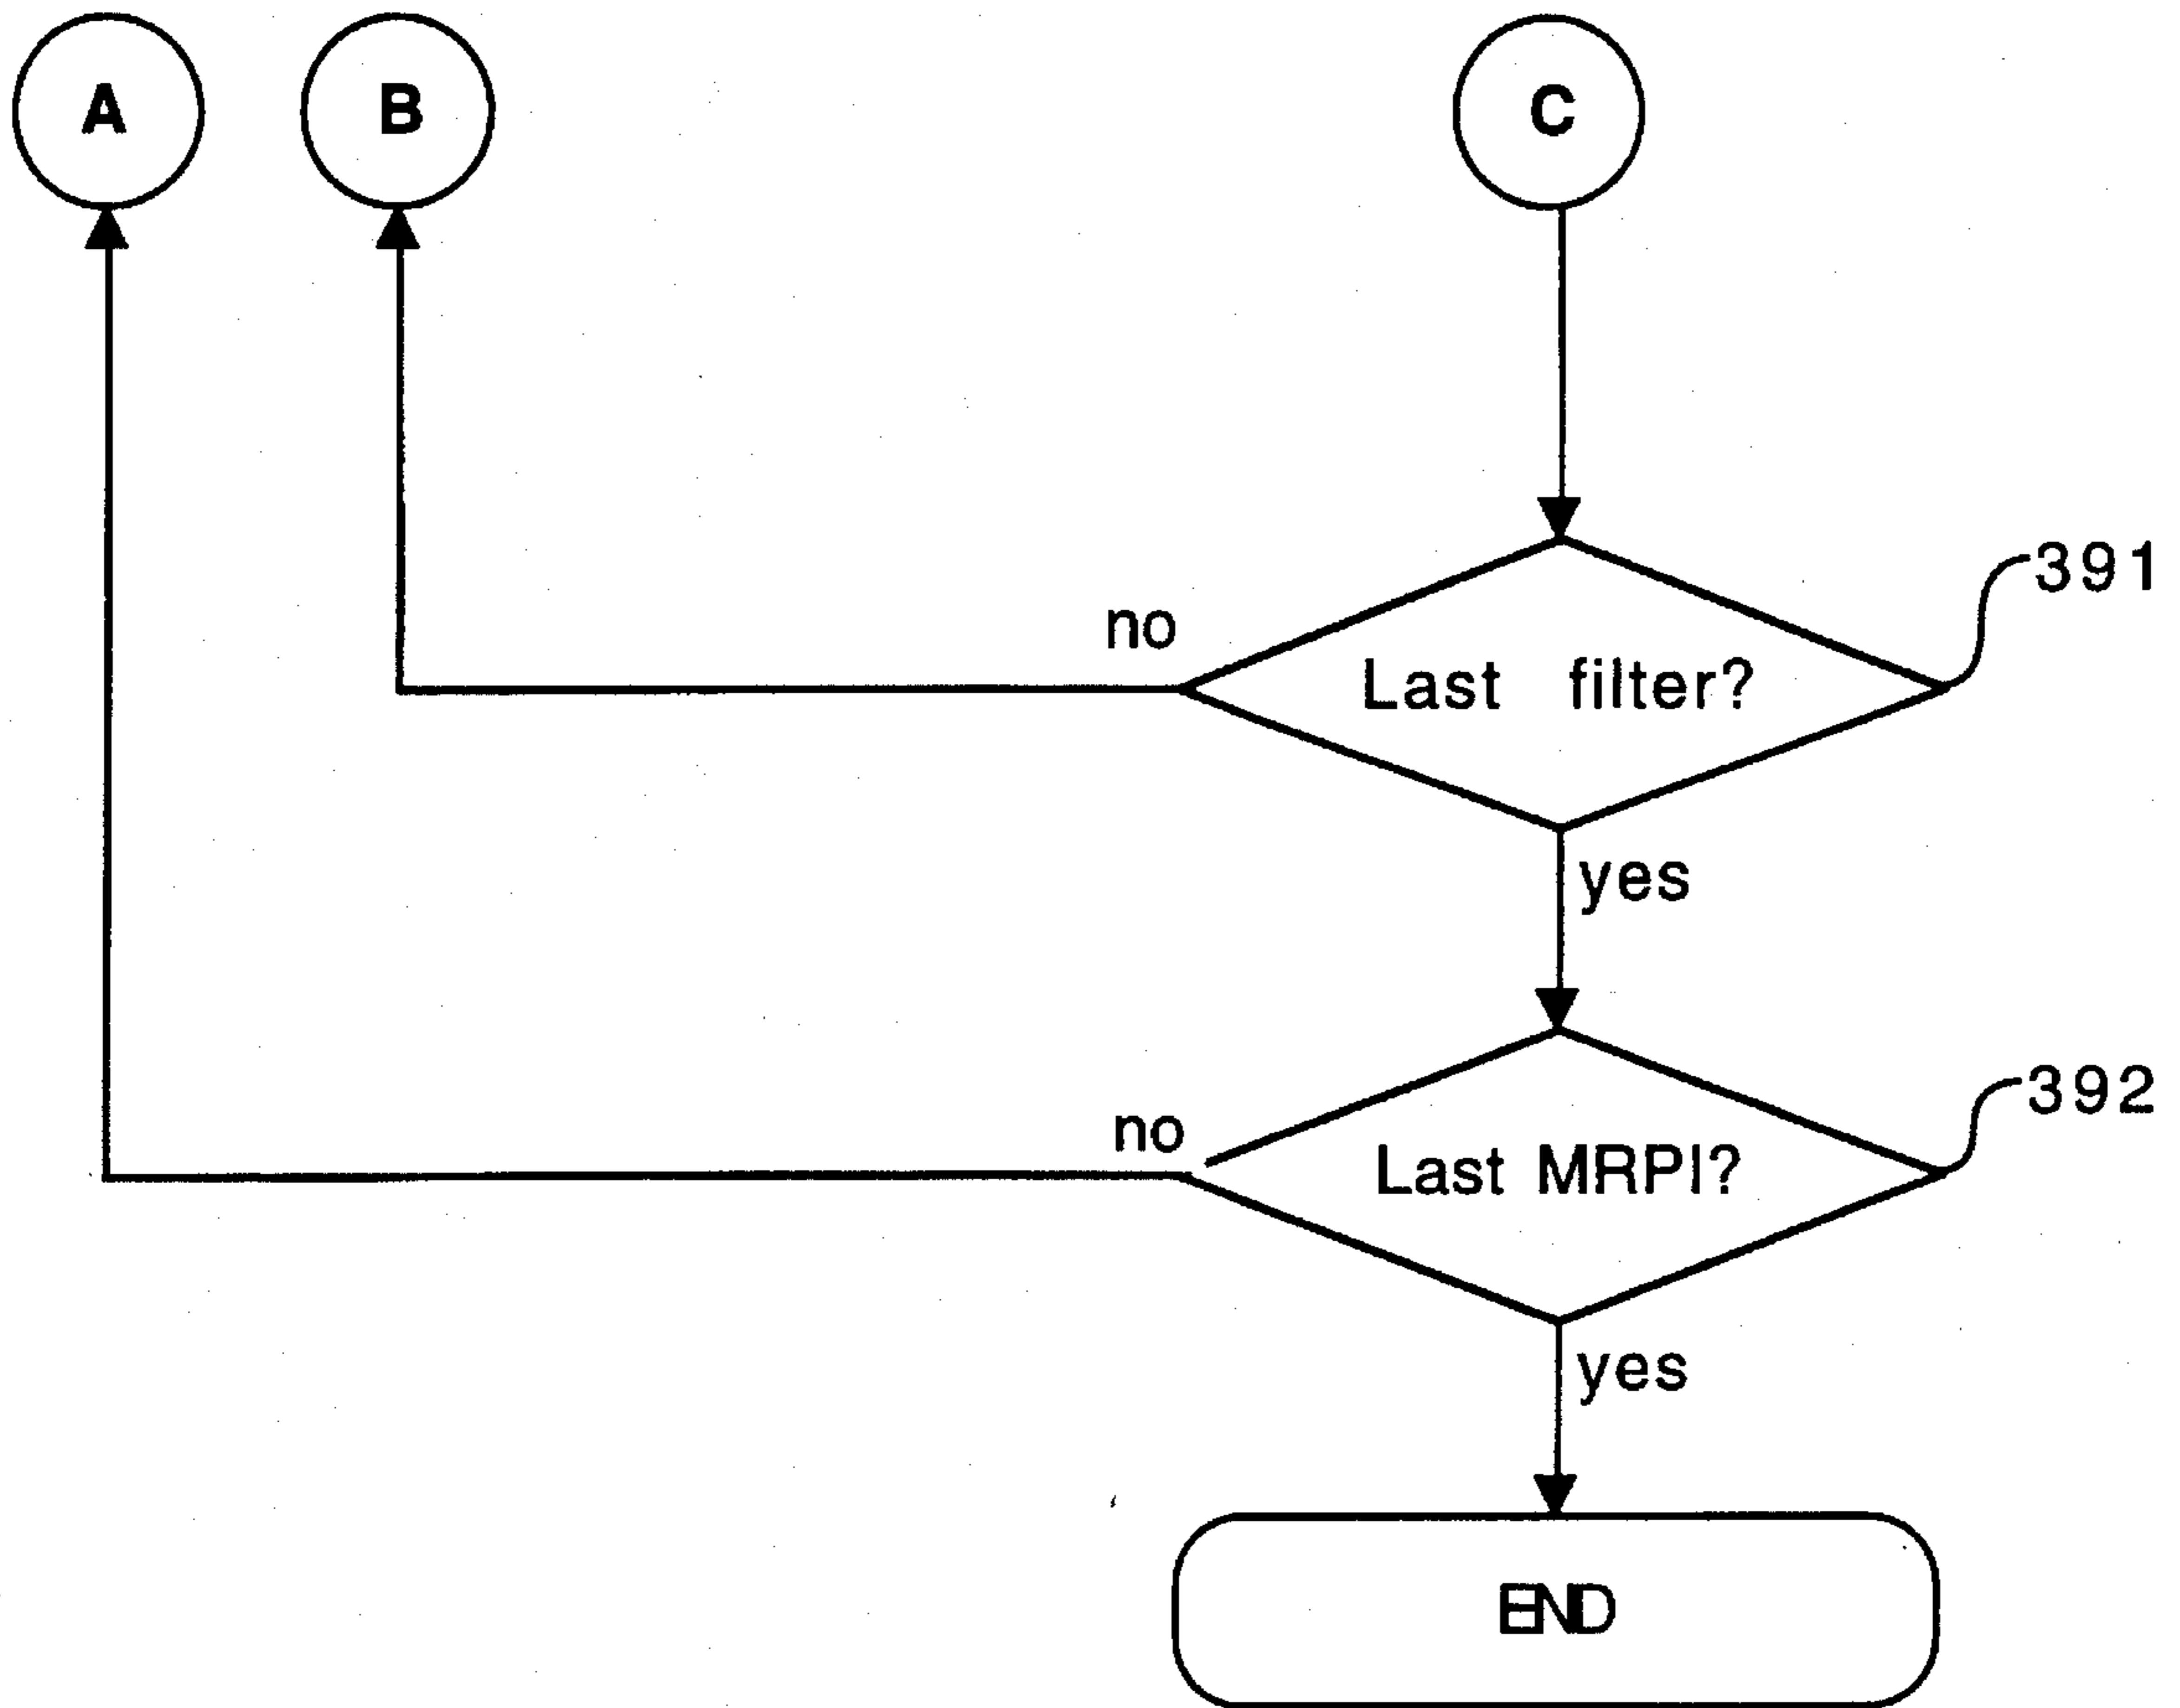 A B C
391
no
Last filter?
yes
392
no
Last MRPI?
yes
END